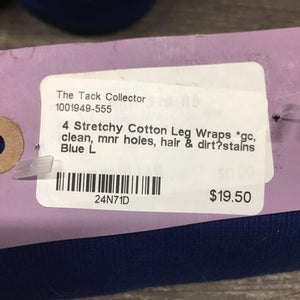 The Tack Collector
1001949-555
4 Stretchy Cotton Leg Wraps *gc,
clean, mnr holes, hair & dirt?stains
Blue L
24N71D
$19.50